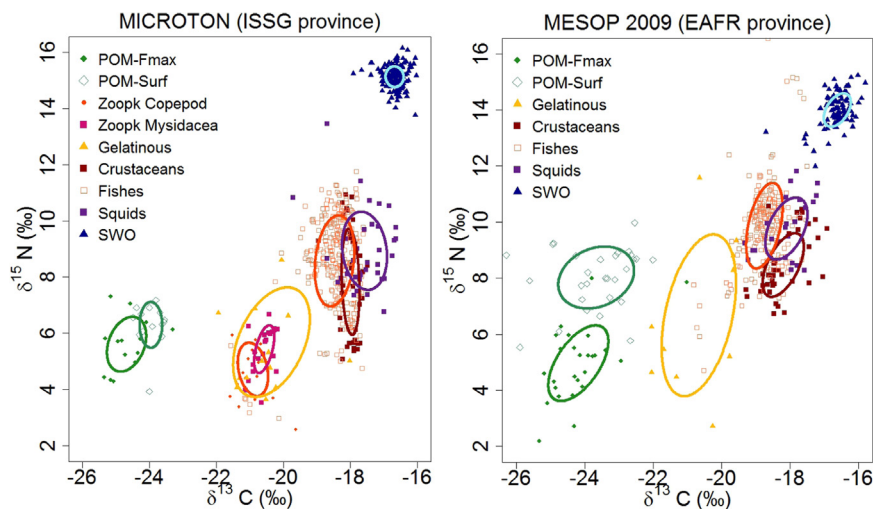 MICROTON (ISSG province)
δ15 N (‰)
16
14
12
10
8
6
4
2
POM-Fmax
POM-Surf
Zoopk Copepod
Zoopk Mysidacea
Gelatinous
Crustaceans
Fishes
Squids
SWO
-26 -24 -22 -20 -18 -16
δ13 C (‰)
MESOP 2009 (EAFR province)
δ15 N (‰)
16
14
12
10
8
6
4
2
POM-Fmax
POM-Surf
Gelatinous
Crustaceans
Fishes
Squids
SWO
-26 -24 -22 -20 -18 -16
δ13 C (‰)